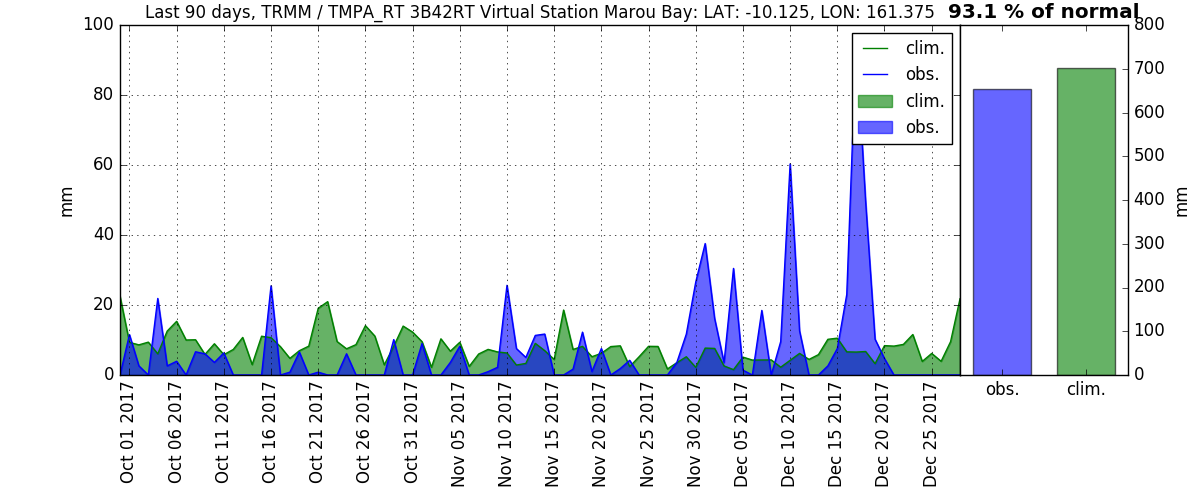 Last 90 days, TRMM / TMPA_RT 3B42RT Virtual Station Marou Bay: LAT: -10.125, LON: 161.375 93.1 % of normal
100
80
60
40
20
0
mm
clim.
obs.
clim.
obs.
Oct 01 2017
Oct 06 2017
Oct 11 2017
Oct 16 2017
Oct 21 2017
Oct 26 2017
Oct 31 2017
Nov 05 2017
Nov 10 2017
Nov 15 2017
Nov 20 2017
Nov 25 2017
Nov 30 2017
Dec 05 2017
Dec 10 2017
Dec 15 2017
Dec 20 2017
Dec 25 2017
obs.
clim.
800
700
600
500
400
300
200
100
0
mm